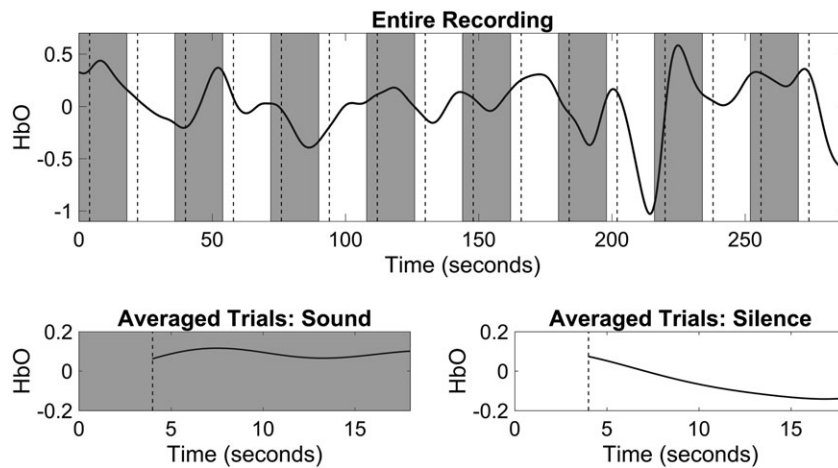 Entire Recording
0.5
0
-0.5
-1
HbO
0 50 100 150 200 250
Time (seconds)
Averaged Trials: Sound
0.2
0
-0.2
HbO
0 5 10 15
Time (seconds)
Averaged Trials: Silence
0.2
0
-0.2
HbO
0 5 10 15
Time (seconds)